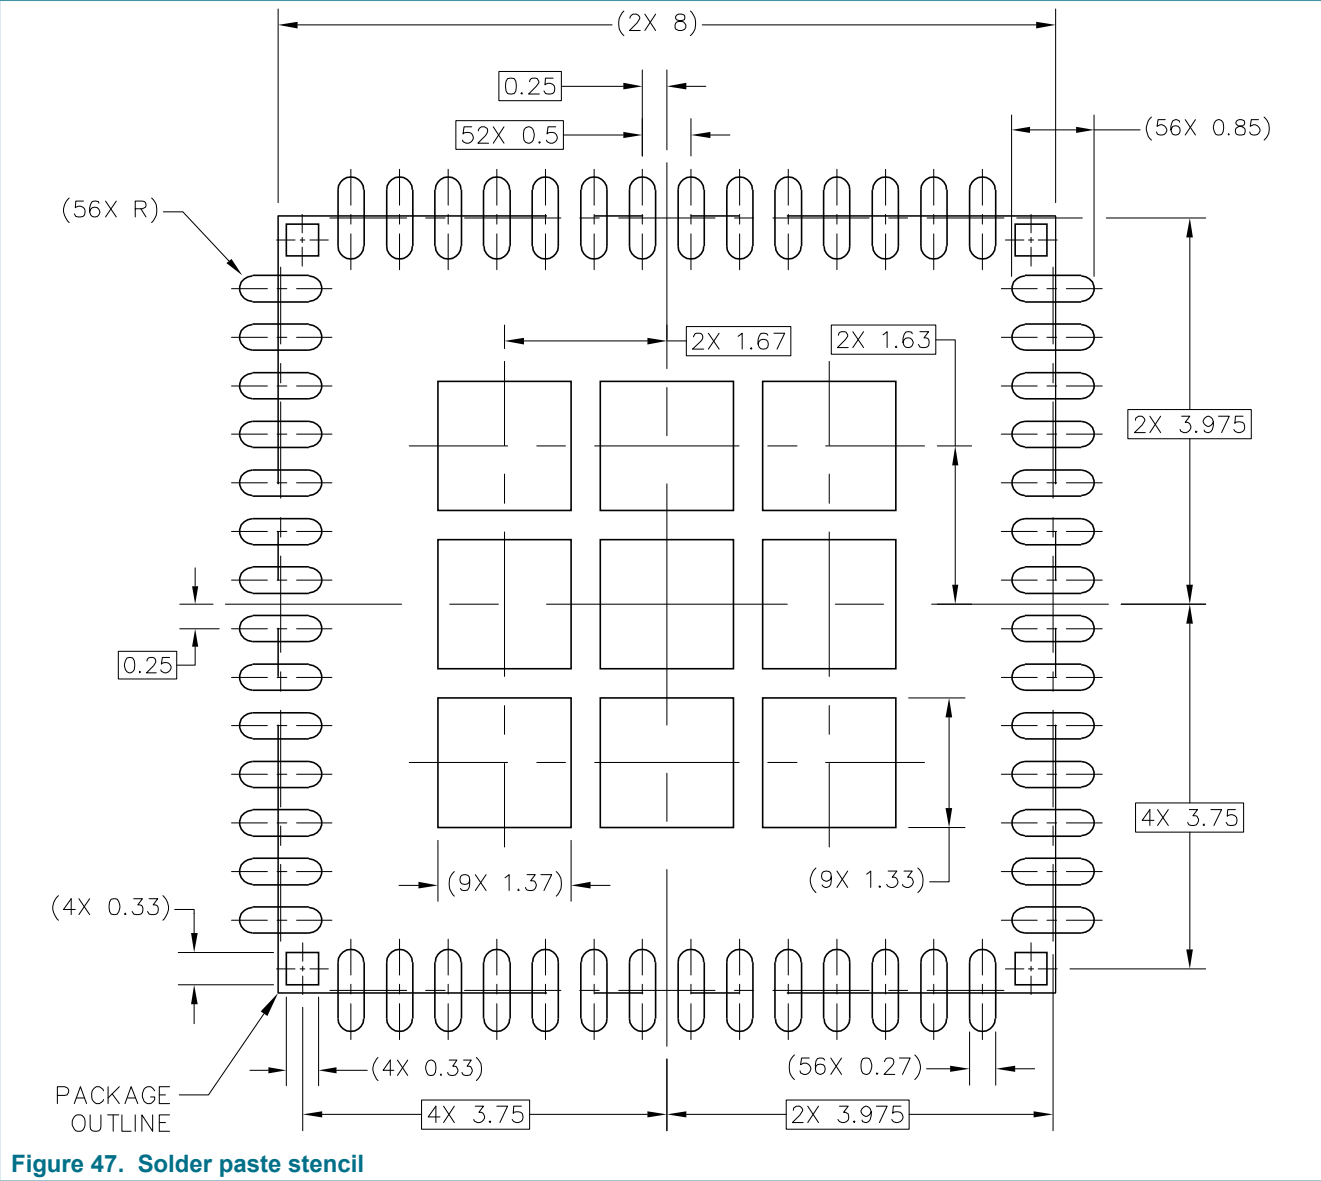 (2X 8)
0.25
52X 0.5
(56X 0.85)
(56X R)
2X 1.67
2X 1.63
2X 3.975
0.25
4X 3.75
(9X 1.37)
(9X 1.33)
(4X 0.33)
(4X 0.33)
(56X 0.27)
PACKAGE
OUTLINE
4X 3.75
2X 3.975
Figure 47. Solder paste stencil